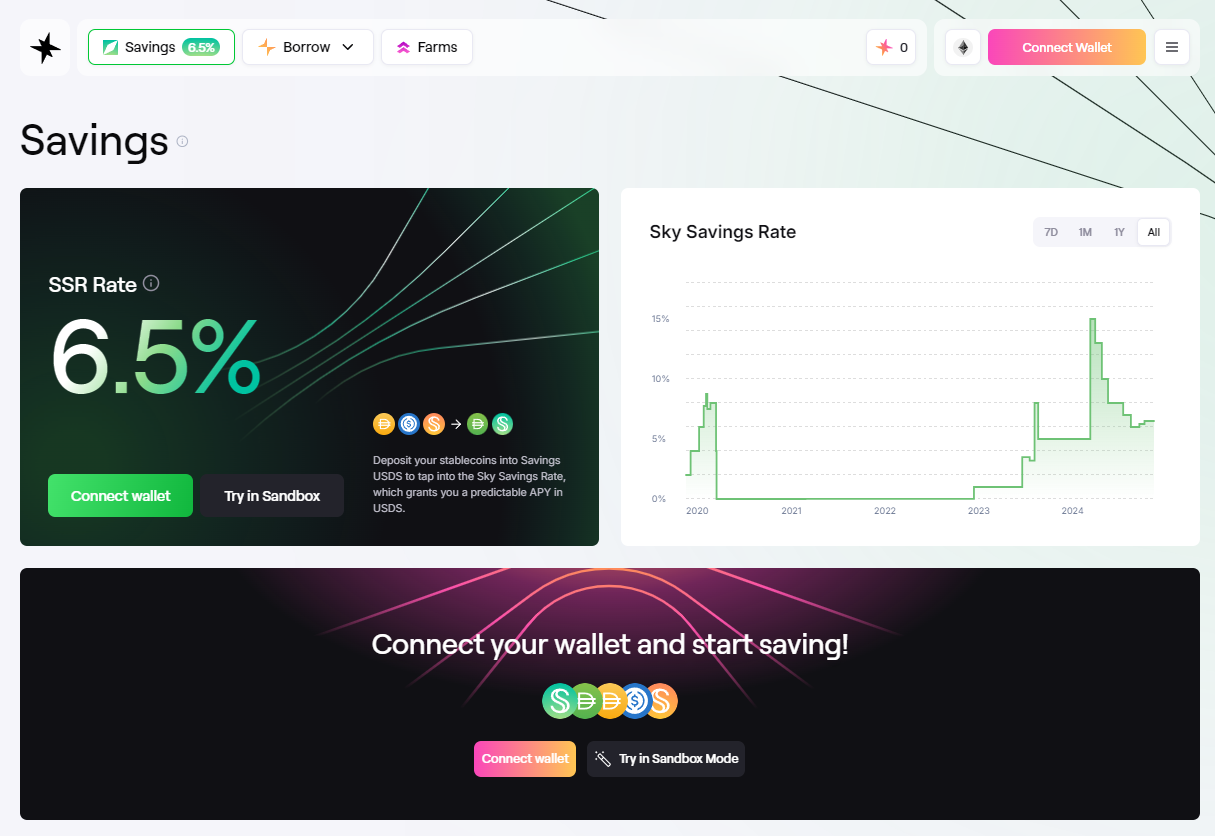 Savings 6.5%
Borrow
Farms
0
Connect Wallet
Savings
SSR Rate
6.5%
Deposit your stablecoins into Savings
USDS to tap into the Sky Savings Rate,
which grants you a predictable APY in
USDS.
Connect wallet
Try in Sandbox
Sky Savings Rate
7D 1M 1Y All
15%
10%
5%
0%
2020 2021 2022 2023 2024
Connect your wallet and start saving!
Connect wallet
Try in Sandbox Mode